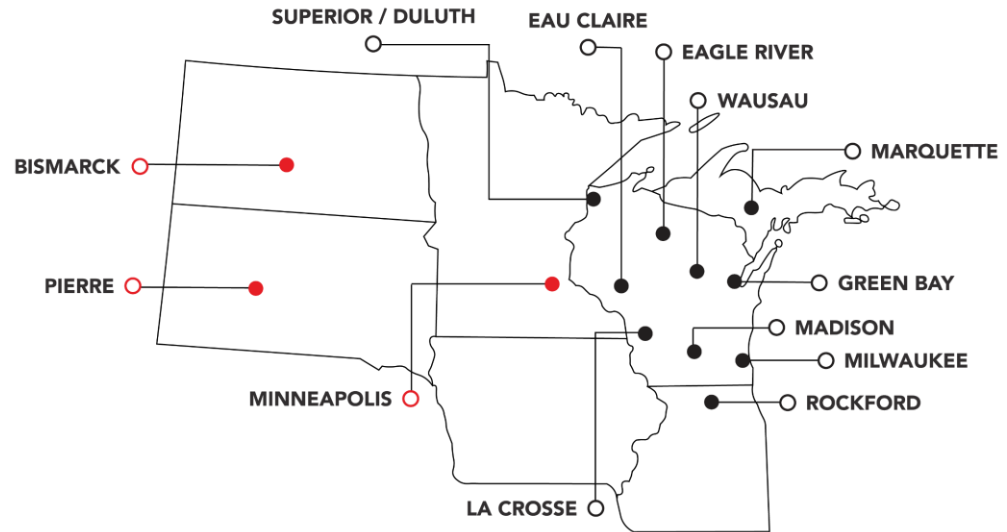 SUPERIOR / DULUTH
EAU CLAIRE
EAGLE RIVER
WAUSAU
MARQUETTE
BISMARCK
PIERRE
GREEN BAY
MADISON
MILWAUKEE
MINNEAPOLIS
ROCKFORD
LA CROSSE